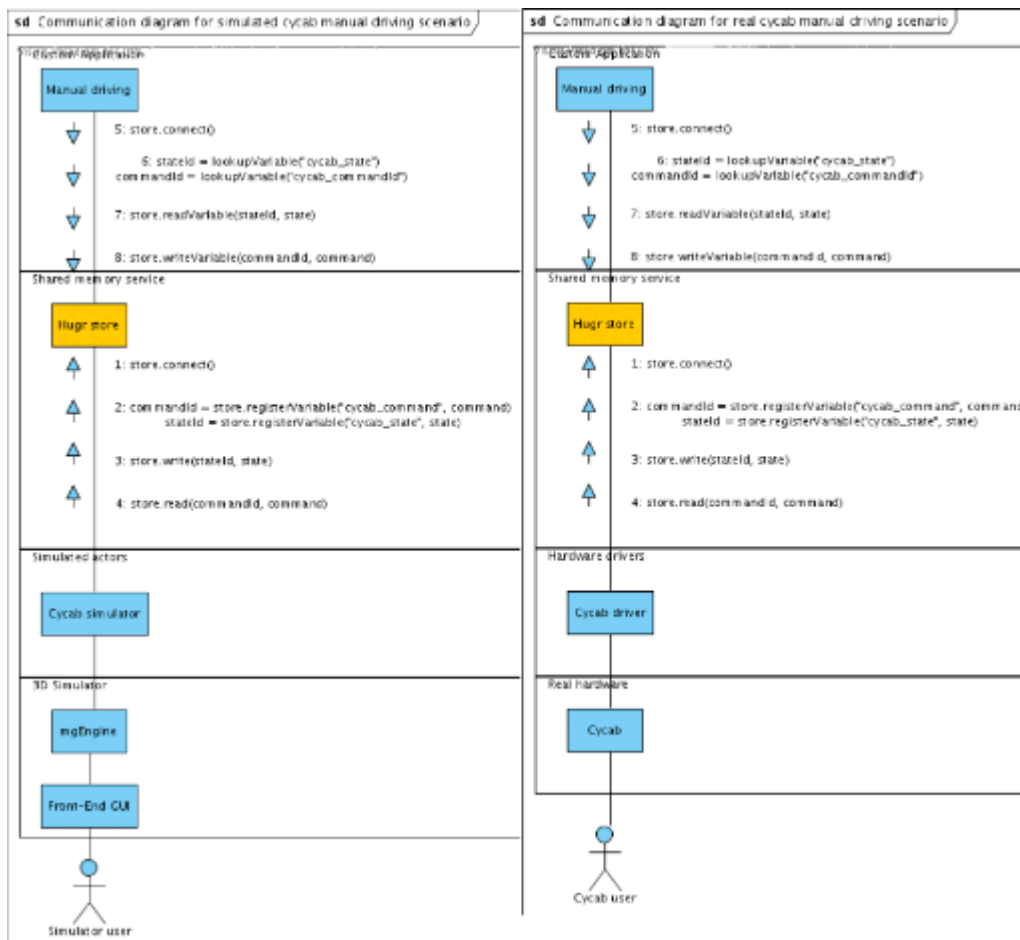 sd Communication diagram for simulated cycab manual driving scenario
Custom Application
Manual driving
5: store.connect()
6: stateId = lookupVariable("cycab_state")
commandId = lookupVariable("cycab_commandId")
7: store.readVariable(stateId, state)
8: store.writeVariable(commandId, command)
Shared memory service
Hugr store
1: store.connect()
2: commandId = store.registerVariable("cycab_command", command)
stateId = store.registerVariable("cycab_state", state)
3: store.write(stateId, state)
4: store.read(commandId, command)
Simulated actors
Cycab simulator
3D Simulator
mgEngine
Front-End GUI
Simulator user
sd Communication diagram for real cycab manual driving scenario
Custom Application
Manual driving
5: store.connect()
6: stateId = lookupVariable("cycab_state")
commandId = lookupVariable("cycab_commandId")
7: store.readVariable(stateId, state)
8: store.writeVariable(commandId, command)
Shared memory service
Hugr store
1: store.connect()
2: commandId = store.registerVariable("cycab_command", comman
stateId = store.registerVariable("cycab_state", state)
3: store.write(stateId, state)
4: store.read(commandId, command)
Hardware drivers
Cycab driver
Real hardware
Cycab
Cycab user